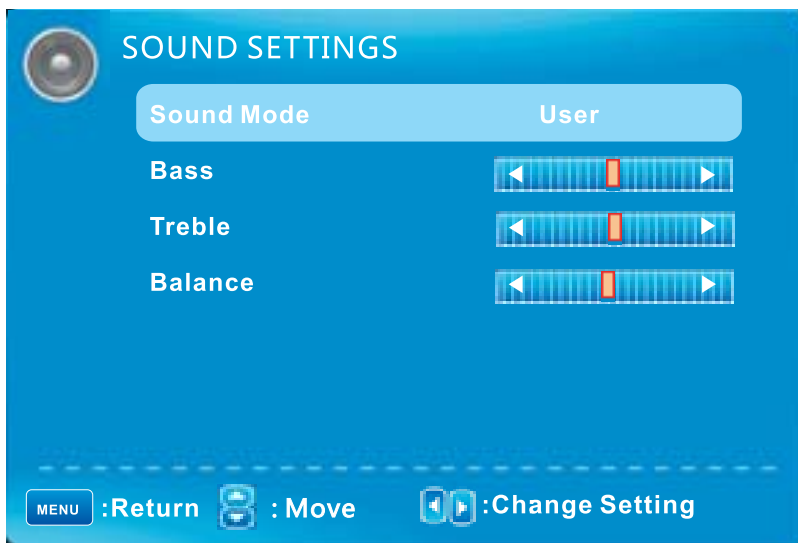 SOUND SETTINGS
Sound Mode User
Bass
Treble
Balance
MENU :Return : Move :Change Setting